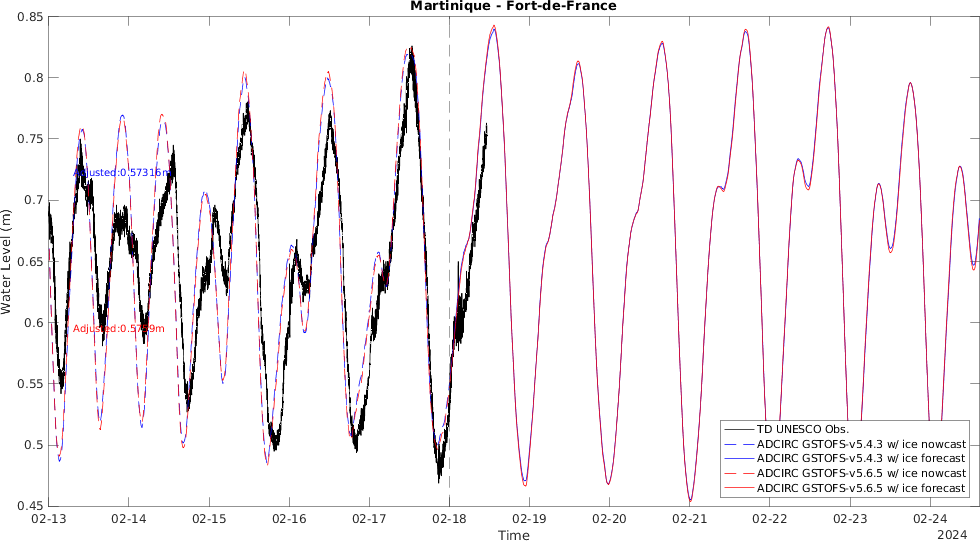 Martinique - Fort-de-France
0.85
0.8
0.75
0.7
0.65
0.6
0.55
0.5
0.45
Water Level (m)
Adjusted:0.57316m
TD UNESCO Obs.
ADCIRC GSTOFS-v5.4.3 w/ ice nowcast
ADCIRC GSTOFS-v5.4.3 w/ ice forecast
ADCIRC GSTOFS-v5.6.5 w/ ice nowcast
ADCIRC GSTOFS-v5.6.5 w/ ice forecast
02-13 02-14 02-15 02-16 02-17 02-18 02-19 02-20 02-21 02-22 02-23 02-24
Time
2024